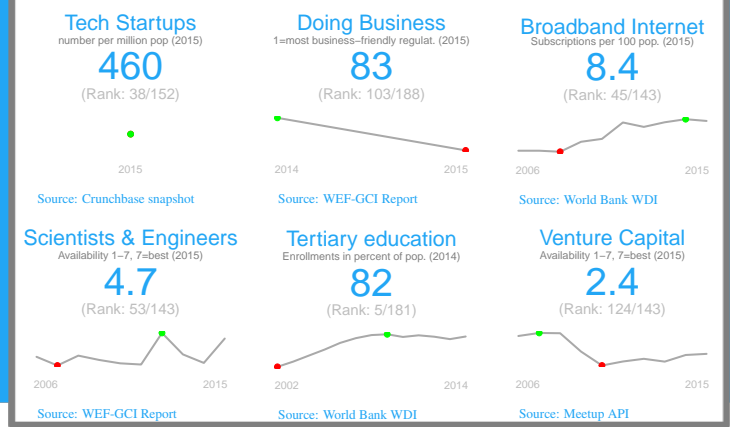 Tech Startups
number per million pop (2015)
460
(Rank: 38/152)
2015
Source: Crunchbase snapshot
Doing Business
1=most business−friendly regulat. (2015)
83
(Rank: 103/188)
2014 2015
Source: WEF-GCI Report
Broadband Internet
Subscriptions per 100 pop. (2015)
8.4
(Rank: 45/143)
2006 2015
Source: World Bank WDI
Scientists & Engineers
Availability 1−7, 7=best (2015)
4.7
(Rank: 53/143)
2006 2015
Source: WEF-GCI Report
Tertiary education
Enrollments in percent of pop. (2014)
82
(Rank: 5/181)
2002 2014
Source: World Bank WDI
Venture Capital
Availability 1−7, 7=best (2015)
2.4
(Rank: 124/143)
2006 2015
Source: Meetup API